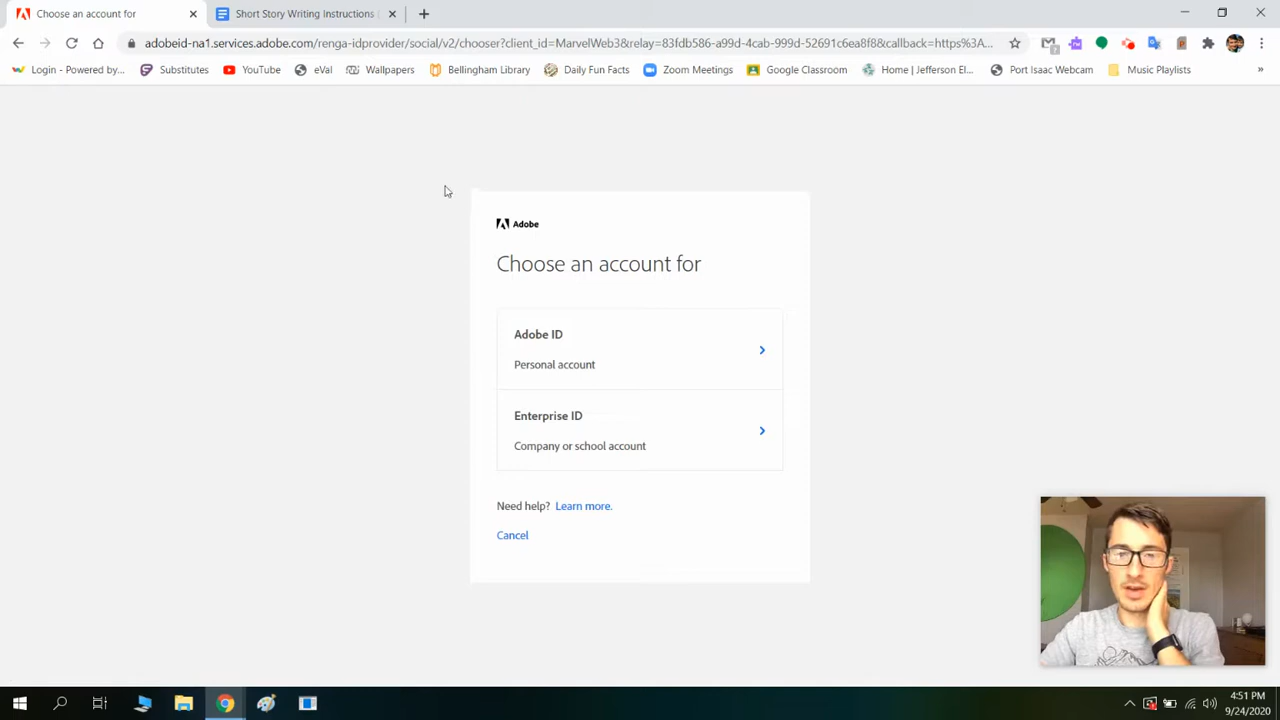 Choose an account for
Short Story Writing Instructions (
adobeid-na1.services.adobe.com/renga-idprovider/social/v2/chooser?client_id=MarvelWeb3&relay=83fdb586-a99d-4cab-999d-52691c6ea8f8&callback=https%3A...
Login - Powered by...
Substitutes
YouTube
eVal
Wallpapers
Bellingham Library
Daily Fun Facts
Zoom Meetings
Google Classroom
Home | Jefferson El...
Port Isaac Webcam
Music Playlists
»
Adobe
Choose an account for
Adobe ID
Personal account
Enterprise ID
Company or school account
Need help? Learn more.
Cancel
4:51 PM
9/24/2020